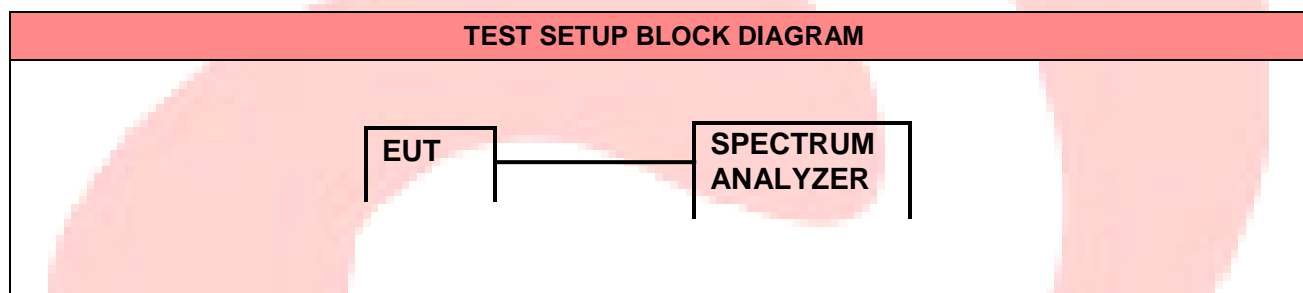 TEST SETUP BLOCK DIAGRAM
EUT
SPECTRUM
ANALYZER